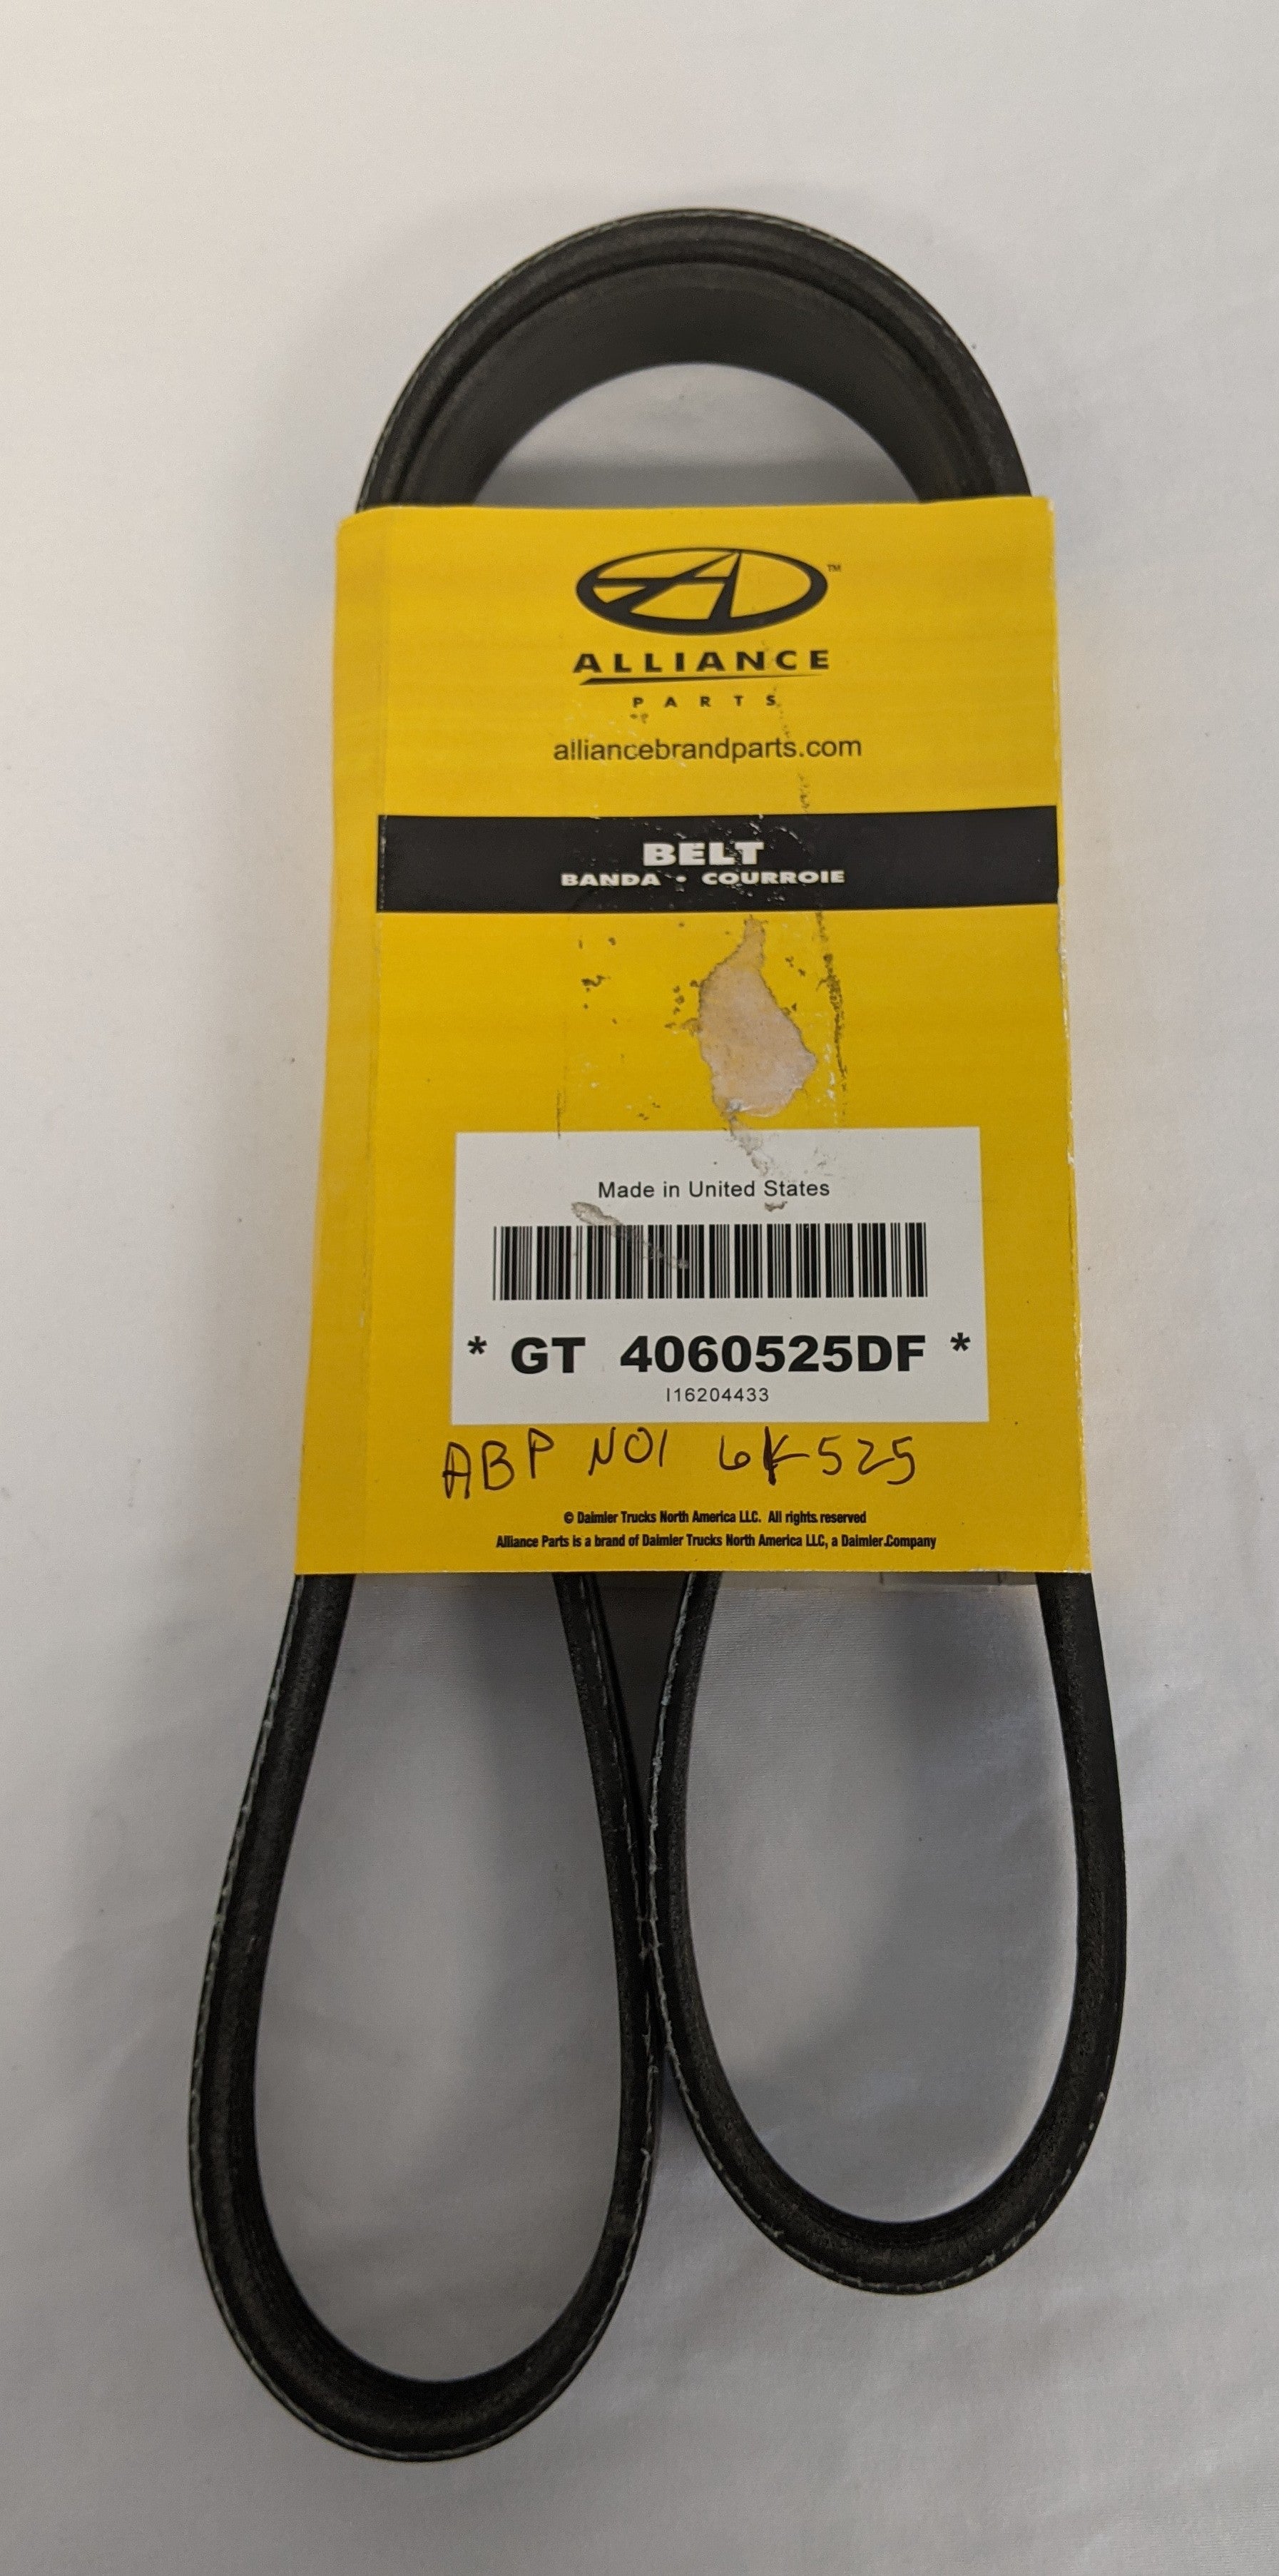 ALLIANCE
™
PARTS
alliancebrandparts.com
BELT
BANDA • COURROIE
Made in United States
* GT 4060525DF *
I16204433
ABP N01 6K525
© Daimler Trucks North America LLC. All rights reserved
Alliance Parts is a brand of Daimler Trucks North America LLC, a Daimler Company